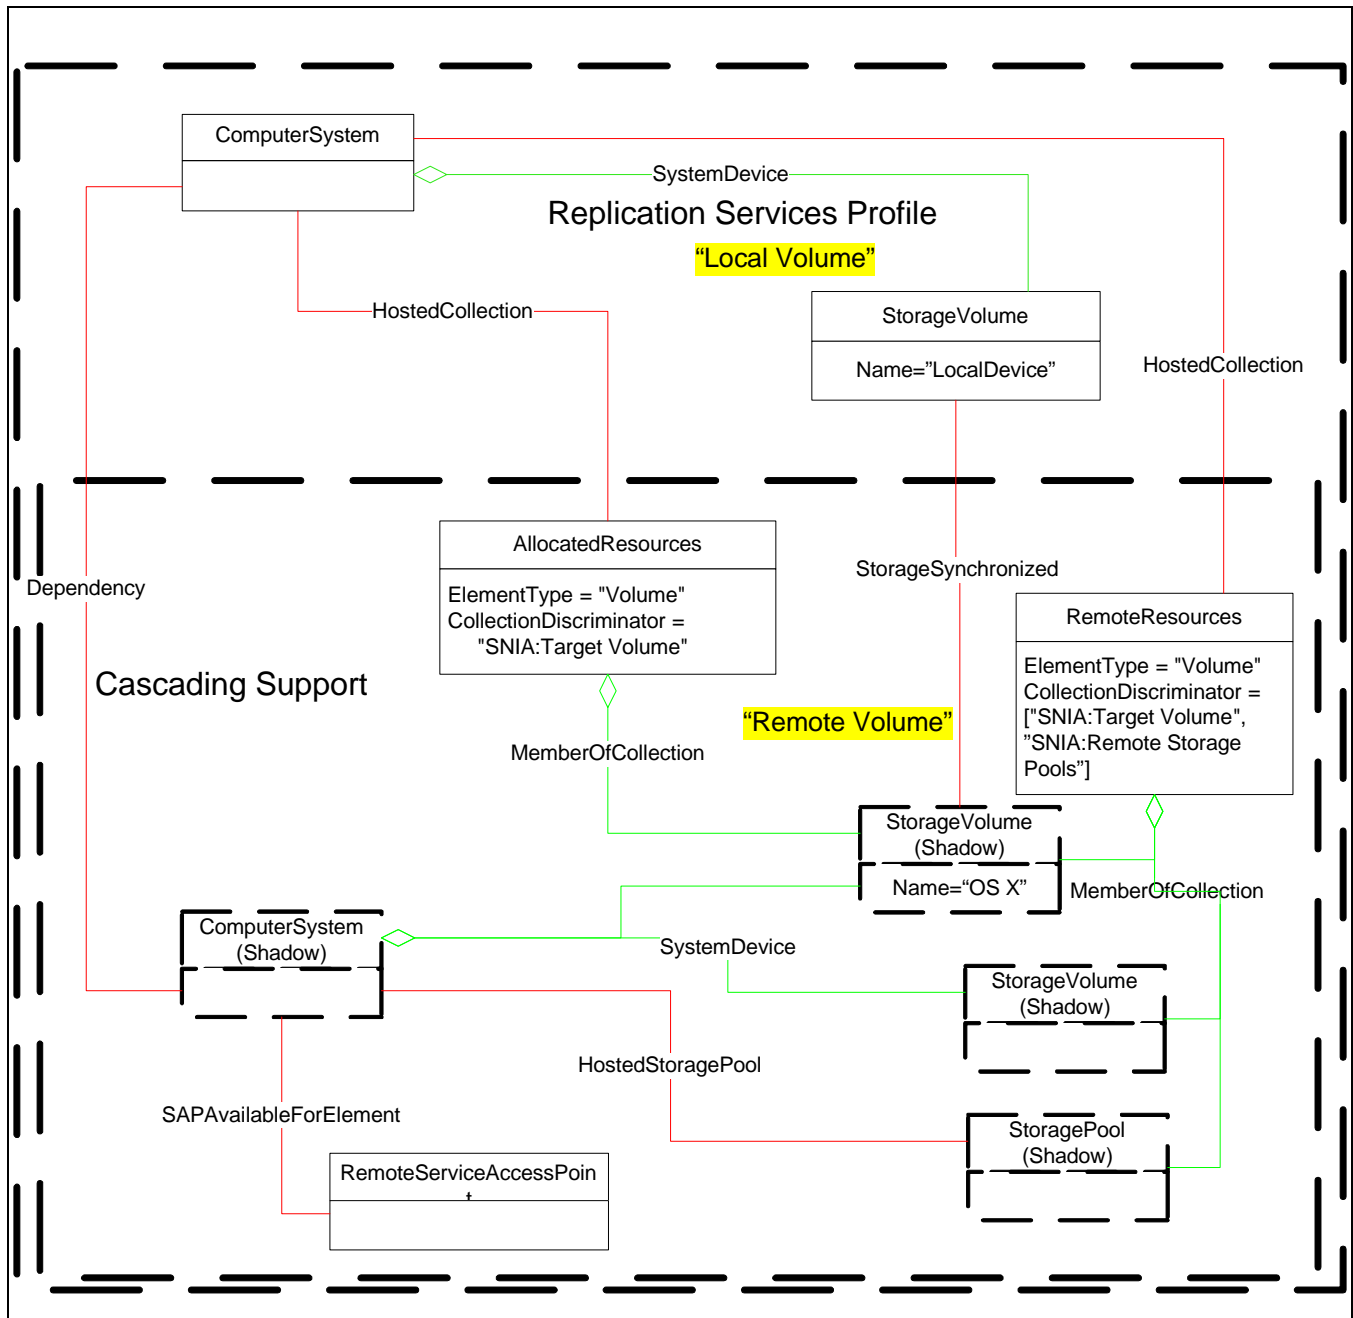 ComputerSystem
SystemDevice
Replication Services Profile
“Local Volume”
HostedCollection
StorageVolume
Name=”LocalDevice”
HostedCollection
AllocatedResources
ElementType = "Volume"
CollectionDiscriminator =
"SNIA:Target Volume"
StorageSynchronized
Dependency
RemoteResources
ElementType = "Volume"
CollectionDiscriminator =
["SNIA:Target Volume",
”SNIA:Remote Storage
Pools”]
Cascading Support
“Remote Volume”
MemberOfCollection
StorageVolume
(Shadow)
Name=“OS X”
MemberOfCollection
ComputerSystem
(Shadow)
SystemDevice
StorageVolume
(Shadow)
HostedStoragePool
SAPAvailableForElement
StoragePool
(Shadow)
RemoteServiceAccessPoin
t